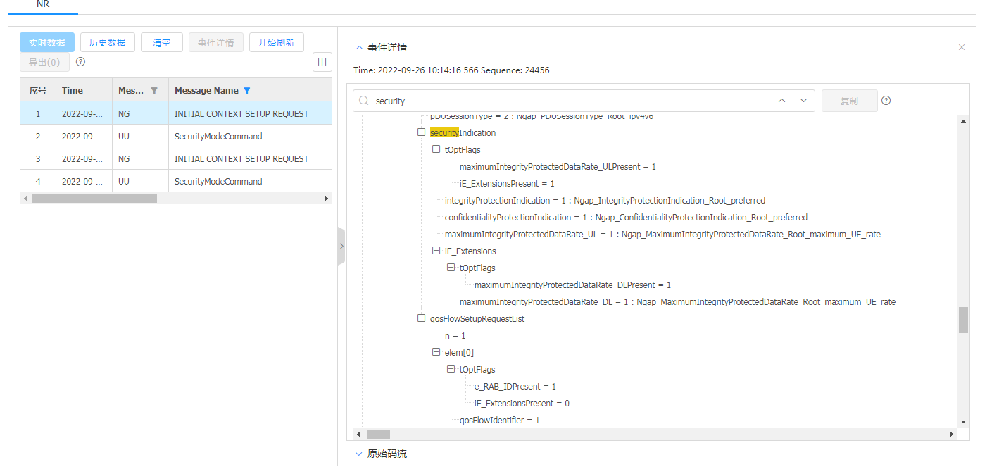 NR
实时数据 历史数据 清空 事件详情 开始刷新
导出(0)
序号 Time Mes... Message Name
1 2022-09-... NG INITIAL CONTEXT SETUP REQUEST
2 2022-09-... UU SecurityModeCommand
3 2022-09-... NG INITIAL CONTEXT SETUP REQUEST
4 2022-09-... UU SecurityModeCommand
事件详情
Time: 2022-09-26 10:14:16 566 Sequence: 24456
security 复制
pDUSessionType = 2 : Ngap_PDUSessionType_Root_ipv4v6
securityIndication
tOptFlags
maximumIntegrityProtectedDataRate_ULPresent = 1
iE_ExtensionsPresent = 1
integrityProtectionIndication = 1 : Ngap_IntegrityProtectionIndication_Root_preferred
confidentialityProtectionIndication = 1 : Ngap_ConfidentialityProtectionIndication_Root_preferred
maximumIntegrityProtectedDataRate_UL = 1 : Ngap_MaximumIntegrityProtectedDataRate_Root_maximum_UE_rate
iE_Extensions
tOptFlags
maximumIntegrityProtectedDataRate_DLPresent = 1
maximumIntegrityProtectedDataRate_DL = 1 : Ngap_MaximumIntegrityProtectedDataRate_Root_maximum_UE_rate
qosFlowSetupRequestList
n = 1
elem[0]
tOptFlags
e_RAB_IDPresent = 1
iE_ExtensionsPresent = 0
qosFlowIdentifier = 1
原始码流